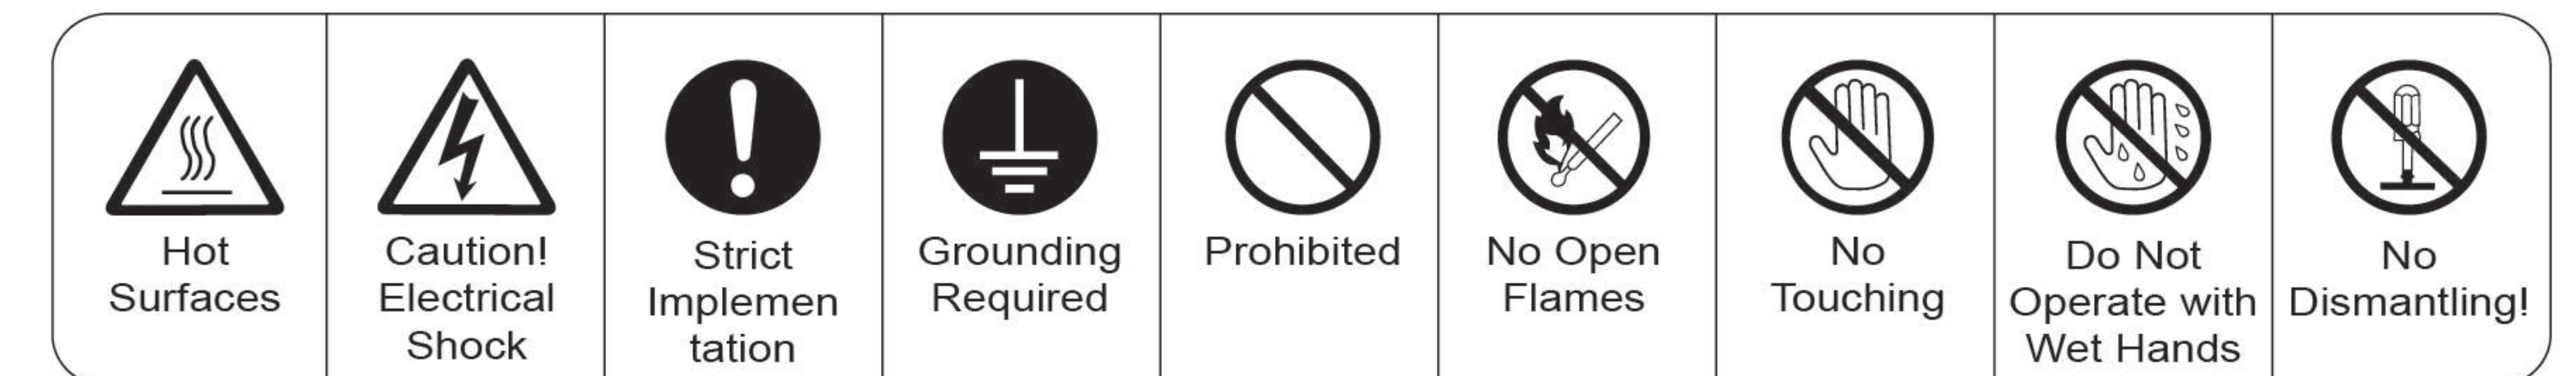 Hot
Surfaces
Caution!
Electrical
Shock
Strict
Implemen
tation
Grounding
Required
Prohibited
No Open
Flames
No
Touching
Do Not
Operate with
Wet Hands
No
Dismantling!